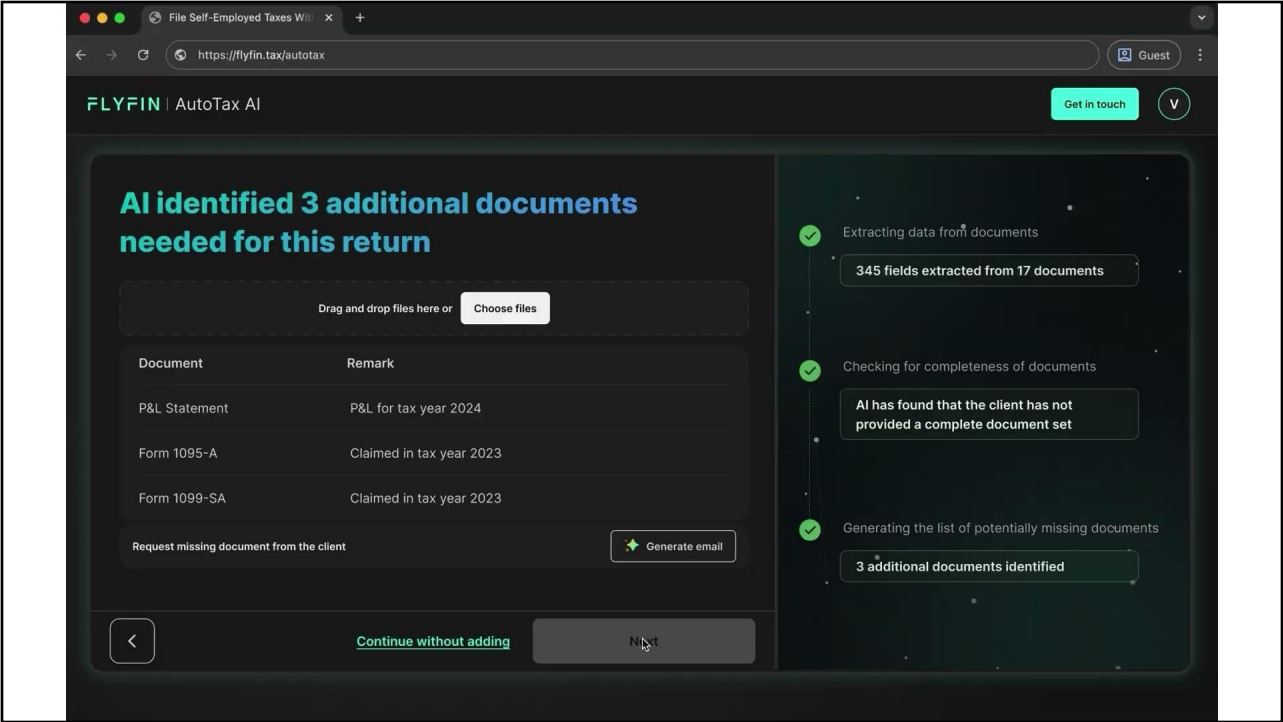 File Self-Employed Taxes Wit
https://flyfin.tax/autotax
Guest
FLYFIN | AutoTax AI
Get in touch
V
AI identified 3 additional documents
needed for this return
Drag and drop files here or
Choose files
Document
Remark
P&L Statement
P&L for tax year 2024
Form 1095-A
Claimed in tax year 2023
Form 1099-SA
Claimed in tax year 2023
Request missing document from the client
Generate email
Continue without adding
Next
Extracting data from documents
345 fields extracted from 17 documents
Checking for completeness of documents
AI has found that the client has not
provided a complete document set
Generating the list of potentially missing documents
3 additional documents identified